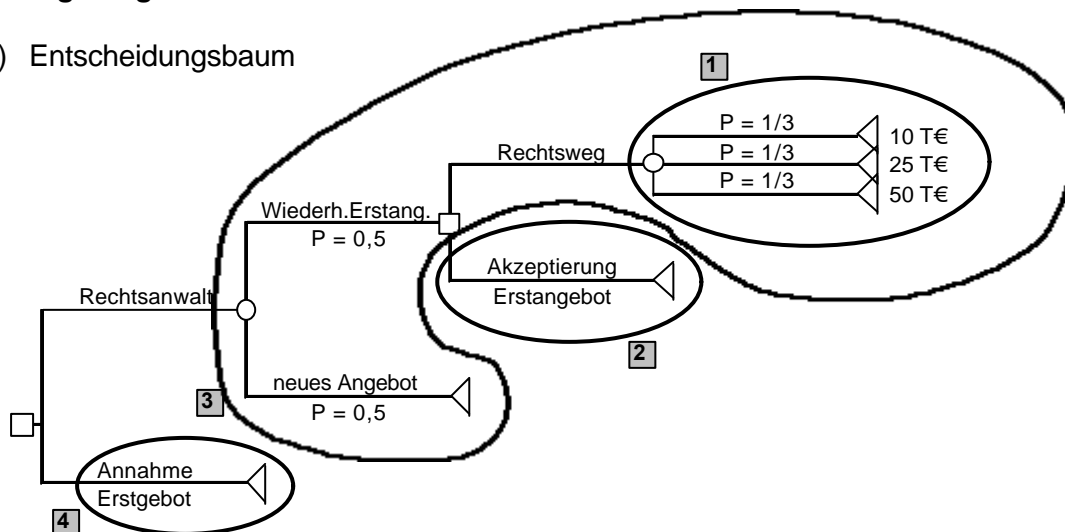 ) Entscheidungsbaum
1
P = 1/3
10 T€
Rechtsweg
P = 1/3
25 T€
P = 1/3
50 T€
Wiederh.Erstang.
P = 0,5
Akzeptierung
Erstangebot
Rechtsanwalt
2
neues Angebot
3
P = 0,5
Annahme
Erstgebot
4